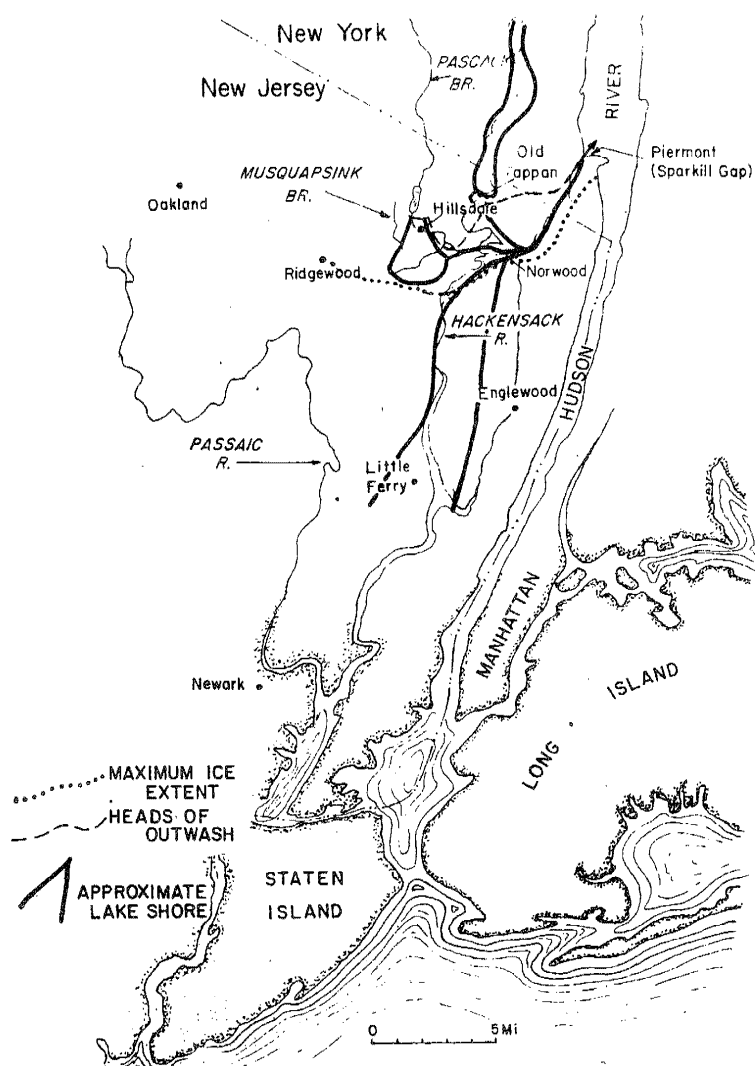 New York
New Jersey
PASCACK
BR.
RIVER
Old
Tappan
Piermont
(Sparkill Gap)
MUSQUAPSINK
BR.
Oakland
Hillsdale
Ridgewood
Norwood
HACKENSACK
R.
HUDSON
Englewood
PASSAIC
R.
Little
Ferry
MANHATTAN
Newark
LONG ISLAND
MAXIMUM ICE
EXTENT
HEADS OF
OUTWASH
APPROXIMATE
LAKE SHORE
STATEN
ISLAND
0 5Mi